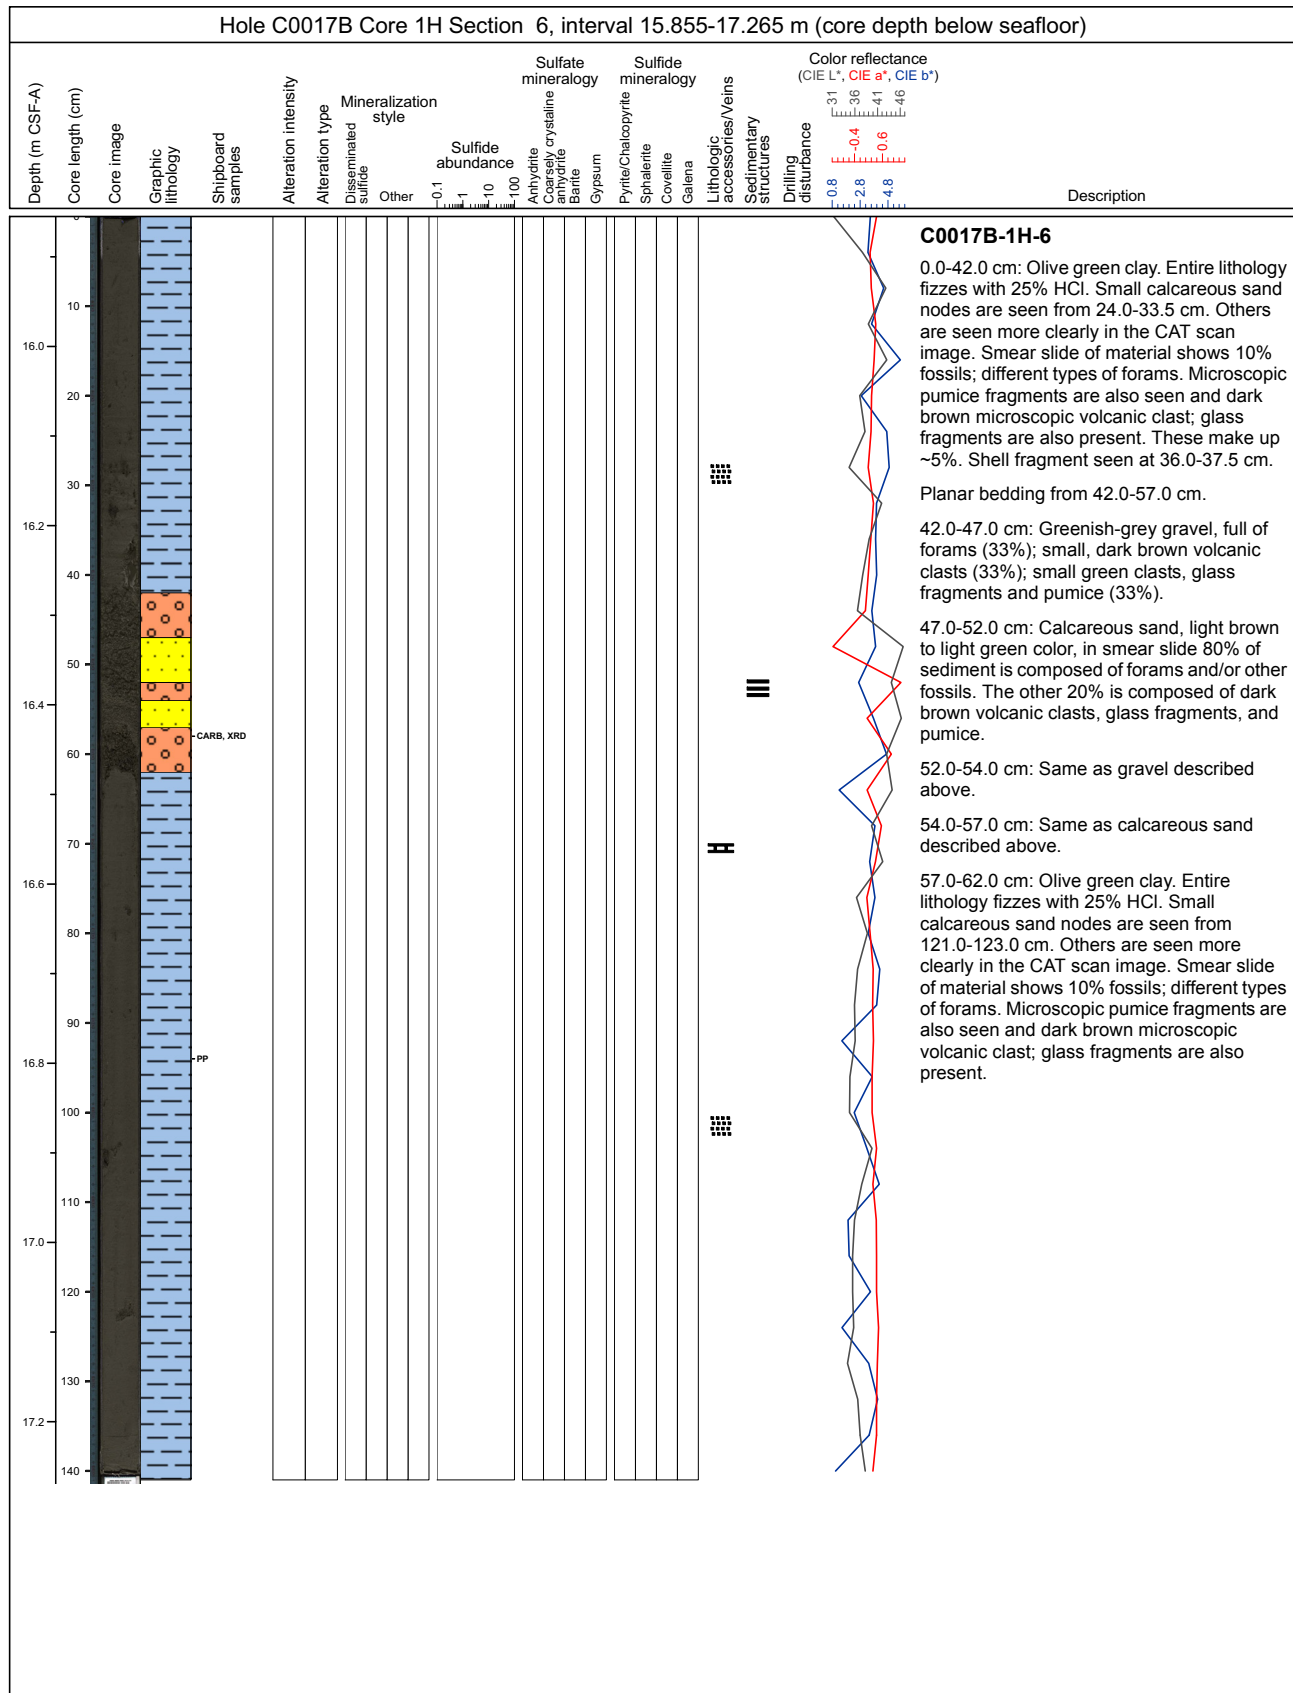 Hole C0017B Core 1H Section 6, interval 15.855-17.265 m (core depth below seafloor)
Depth (m CSF-A)
Core length (cm)
Core image
Graphic
lithology
Shipboard
samples
Alteration intensity
Alteration type
Mineralization
style
Disseminated
sulfide
Other
Sulfide
abundance
0.1
1
10
100
Sulfate
mineralogy
Anhydrite
Coarsely crystaline
anhydrite
Barite
Gypsum
Sulfide
mineralogy
Pyrite/Chalcopyrite
Sphalerite
Covellite
Galena
Lithologic
accessories/Veins
Sedimentary
structures
Drilling
disturbance
Color reflectance
(CIE L*, CIE a*, CIE b*)
31
36
41
46
-0.4
0.6
0.8
2.8
4.8
Description
16.0
16.2
16.4
16.6
16.8
17.0
17.2
0
10
20
30
40
50
60
70
80
90
100
110
120
130
140
CARB, XRD
PP
C0017B-1H-6
0.0-42.0 cm: Olive green clay. Entire lithology
fizzes with 25% HCl. Small calcareous sand
nodes are seen from 24.0-33.5 cm. Others
are seen more clearly in the CAT scan
image. Smear slide of material shows 10%
fossils; different types of forams. Microscopic
pumice fragments are also seen and dark
brown microscopic volcanic clast; glass
fragments are also present. These make up
~5%. Shell fragment seen at 36.0-37.5 cm.
Planar bedding from 42.0-57.0 cm.
42.0-47.0 cm: Greenish-grey gravel, full of
forams (33%); small, dark brown volcanic
clasts (33%); small green clasts, glass
fragments and pumice (33%).
47.0-52.0 cm: Calcareous sand, light brown
to light green color, in smear slide 80% of
sediment is composed of forams and/or other
fossils. The other 20% is composed of dark
brown volcanic clasts, glass fragments, and
pumice.
52.0-54.0 cm: Same as gravel described
above.
54.0-57.0 cm: Same as calcareous sand
described above.
57.0-62.0 cm: Olive green clay. Entire
lithology fizzes with 25% HCl. Small
calcareous sand nodes are seen from
121.0-123.0 cm. Others are seen more
clearly in the CAT scan image. Smear slide
of material shows 10% fossils; different types
of forams. Microscopic pumice fragments are
also seen and dark brown microscopic
volcanic clast; glass fragments are also
present.